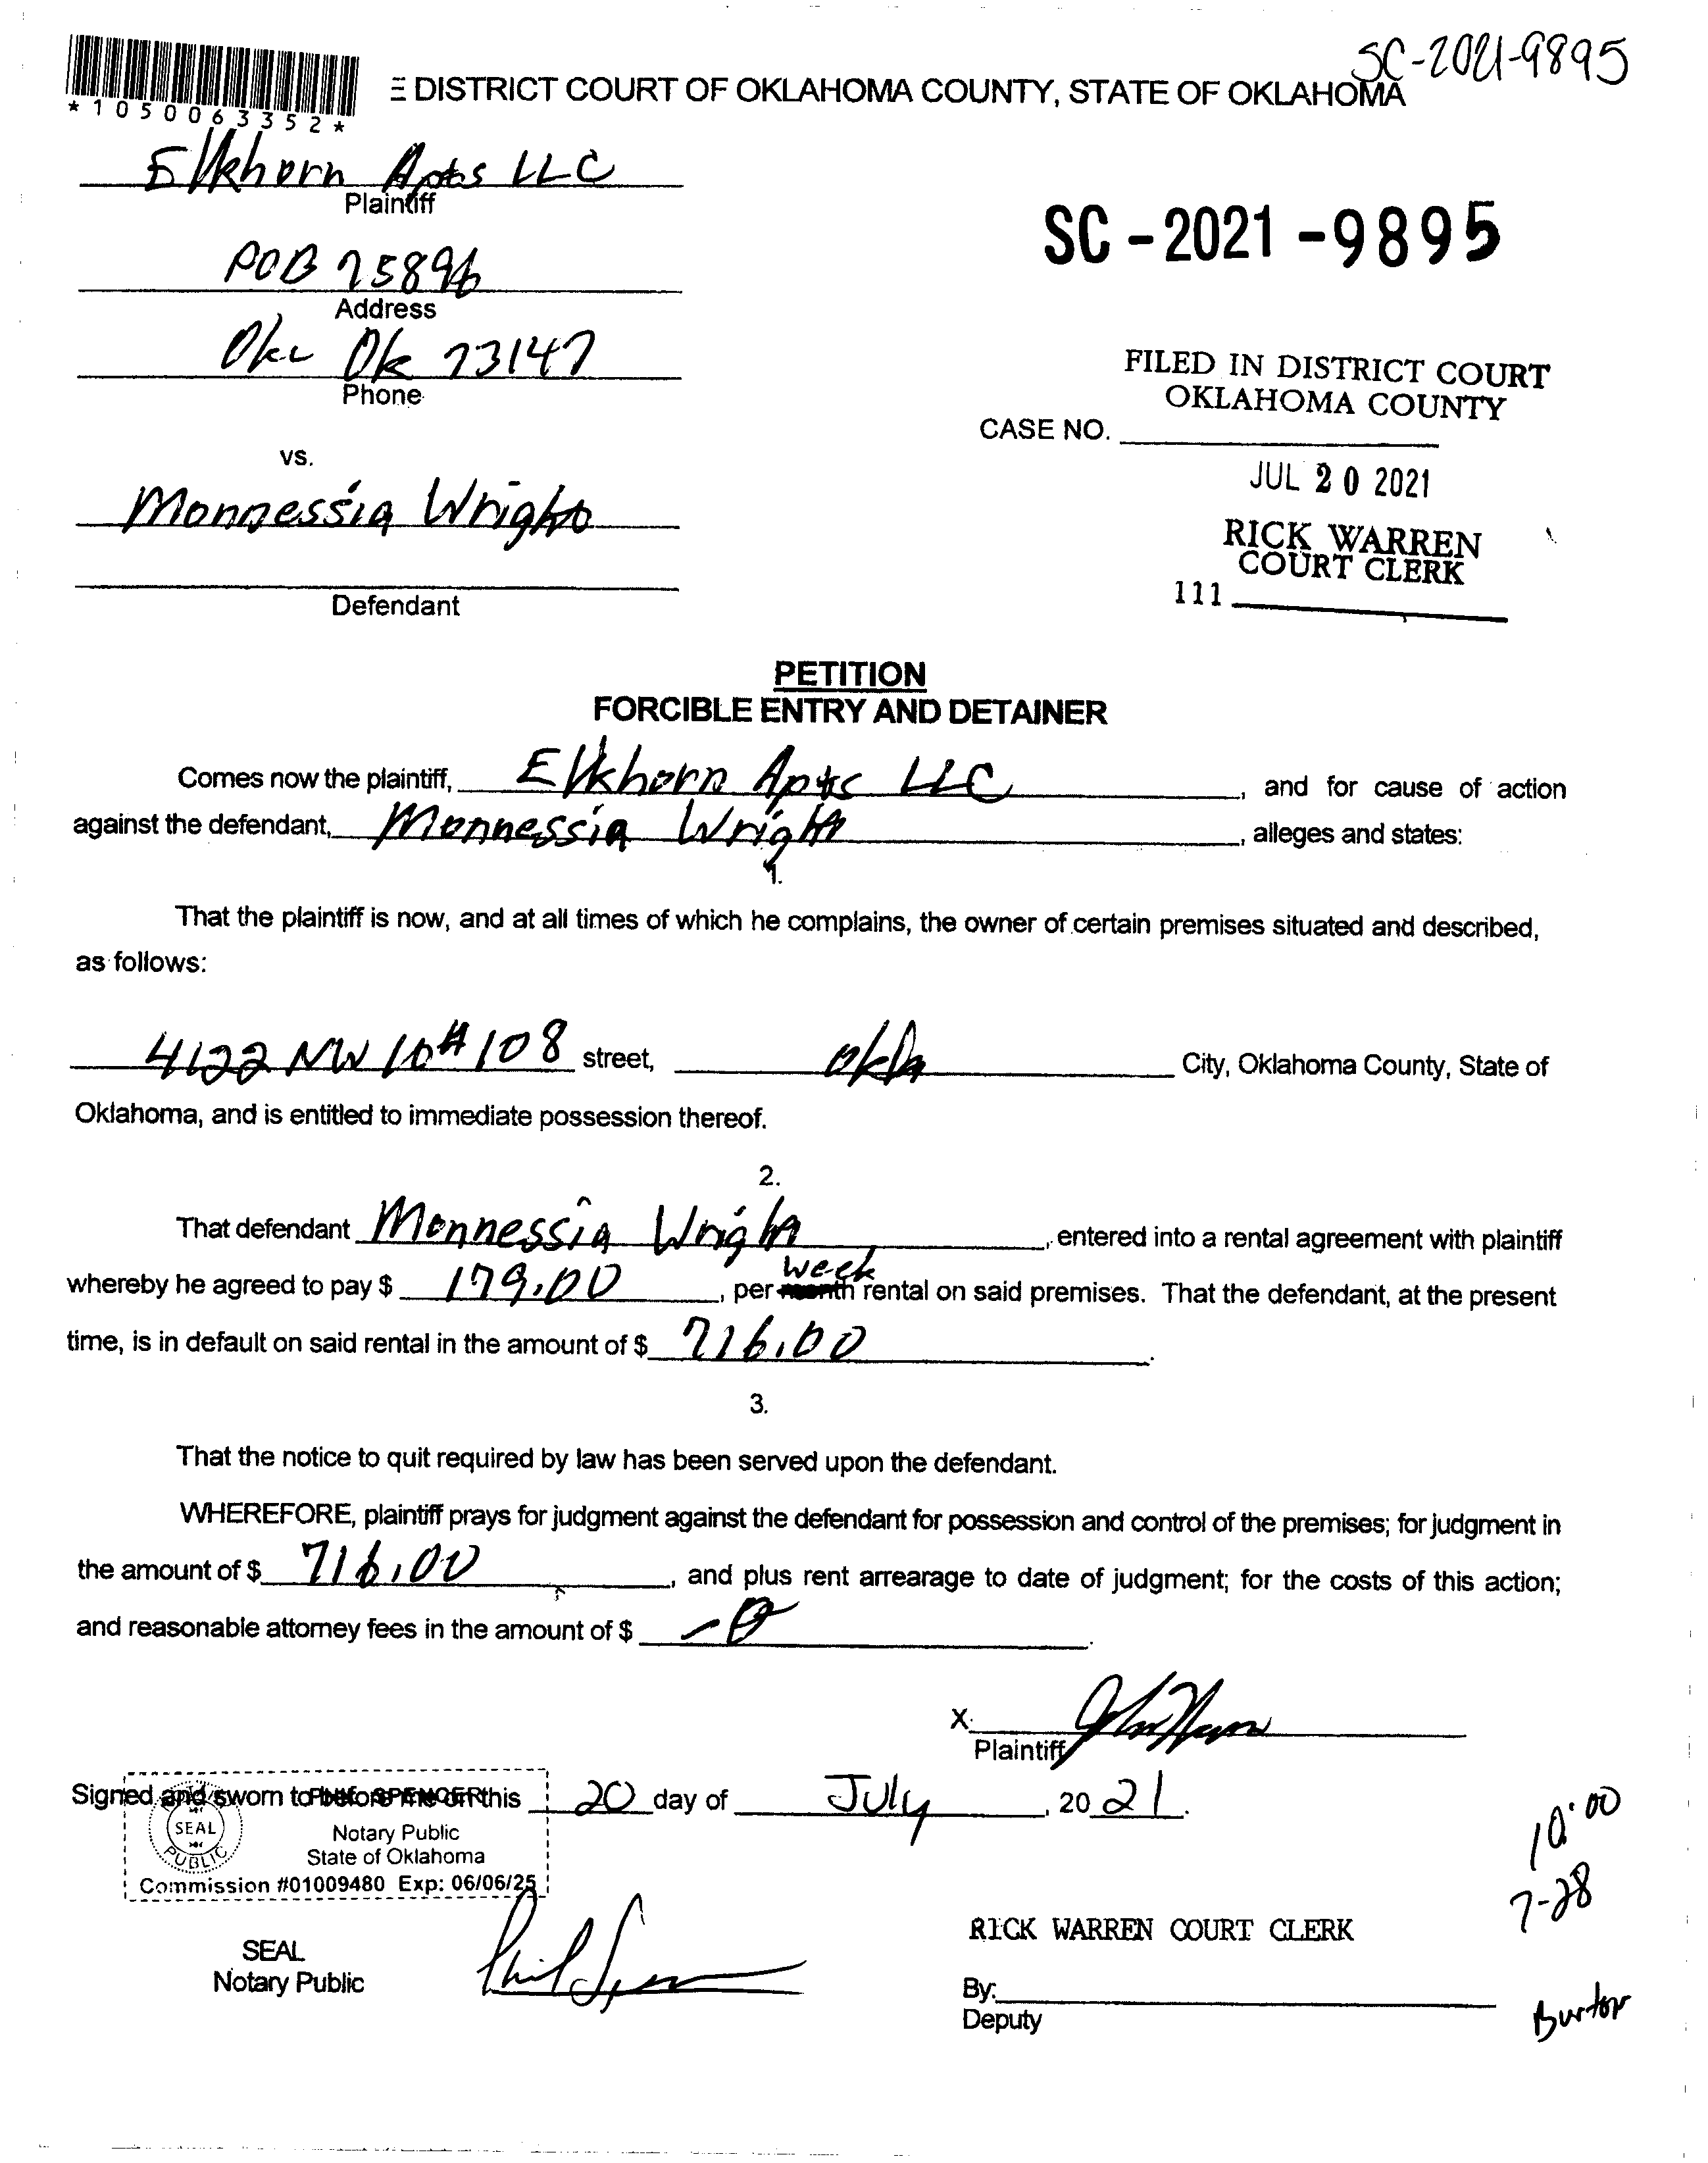 SC-2021-9895
*1050063352*
E DISTRICT COURT OF OKLAHOMA COUNTY, STATE OF OKLAHOMA
Elkhorn Apts LLC
Plaintiff
SC-2021-9895
POB 75896
Address
Okc Ok 73147
Phone
FILED IN DISTRICT COURT
OKLAHOMA COUNTY
CASE NO.
vs.
JUL 20 2021
Monnessia Wright
RICK WARREN
COURT CLERK
111
Defendant
PETITION
FORCIBLE ENTRY AND DETAINER
Comes now the plaintiff, Elkhorn Apts LLC, and for cause of action
against the defendant, Monnessia Wright, alleges and states:
1.
That the plaintiff is now, and at all times of which he complains, the owner of certain premises situated and described,
as follows:
4122 NW 10 #108 street, okla City, Oklahoma County, State of
Oklahoma, and is entitled to immediate possession thereof.
2.
That defendant Monnessia Wright, entered into a rental agreement with plaintiff
week
whereby he agreed to pay $ 179.00, per month rental on said premises. That the defendant, at the present
time, is in default on said rental in the amount of $ 716.00.
3.
That the notice to quit required by law has been served upon the defendant.
WHEREFORE, plaintiff prays for judgment against the defendant for possession and control of the premises; for judgment in
the amount of $ 716.00, and plus rent arrearage to date of judgment; for the costs of this action;
and reasonable attorney fees in the amount of $ -0.
X
Plaintiff
Signed and sworn to before me on this 20 day of July, 2021.
PHIL SPENCER
SEAL
PUBLIC
Notary Public
State of Oklahoma
Commission #01009480 Exp: 06/06/25
10:00
7-28
RICK WARREN COURT CLERK
SEAL
Notary Public
Phil Spencer
By:
Deputy
Burton